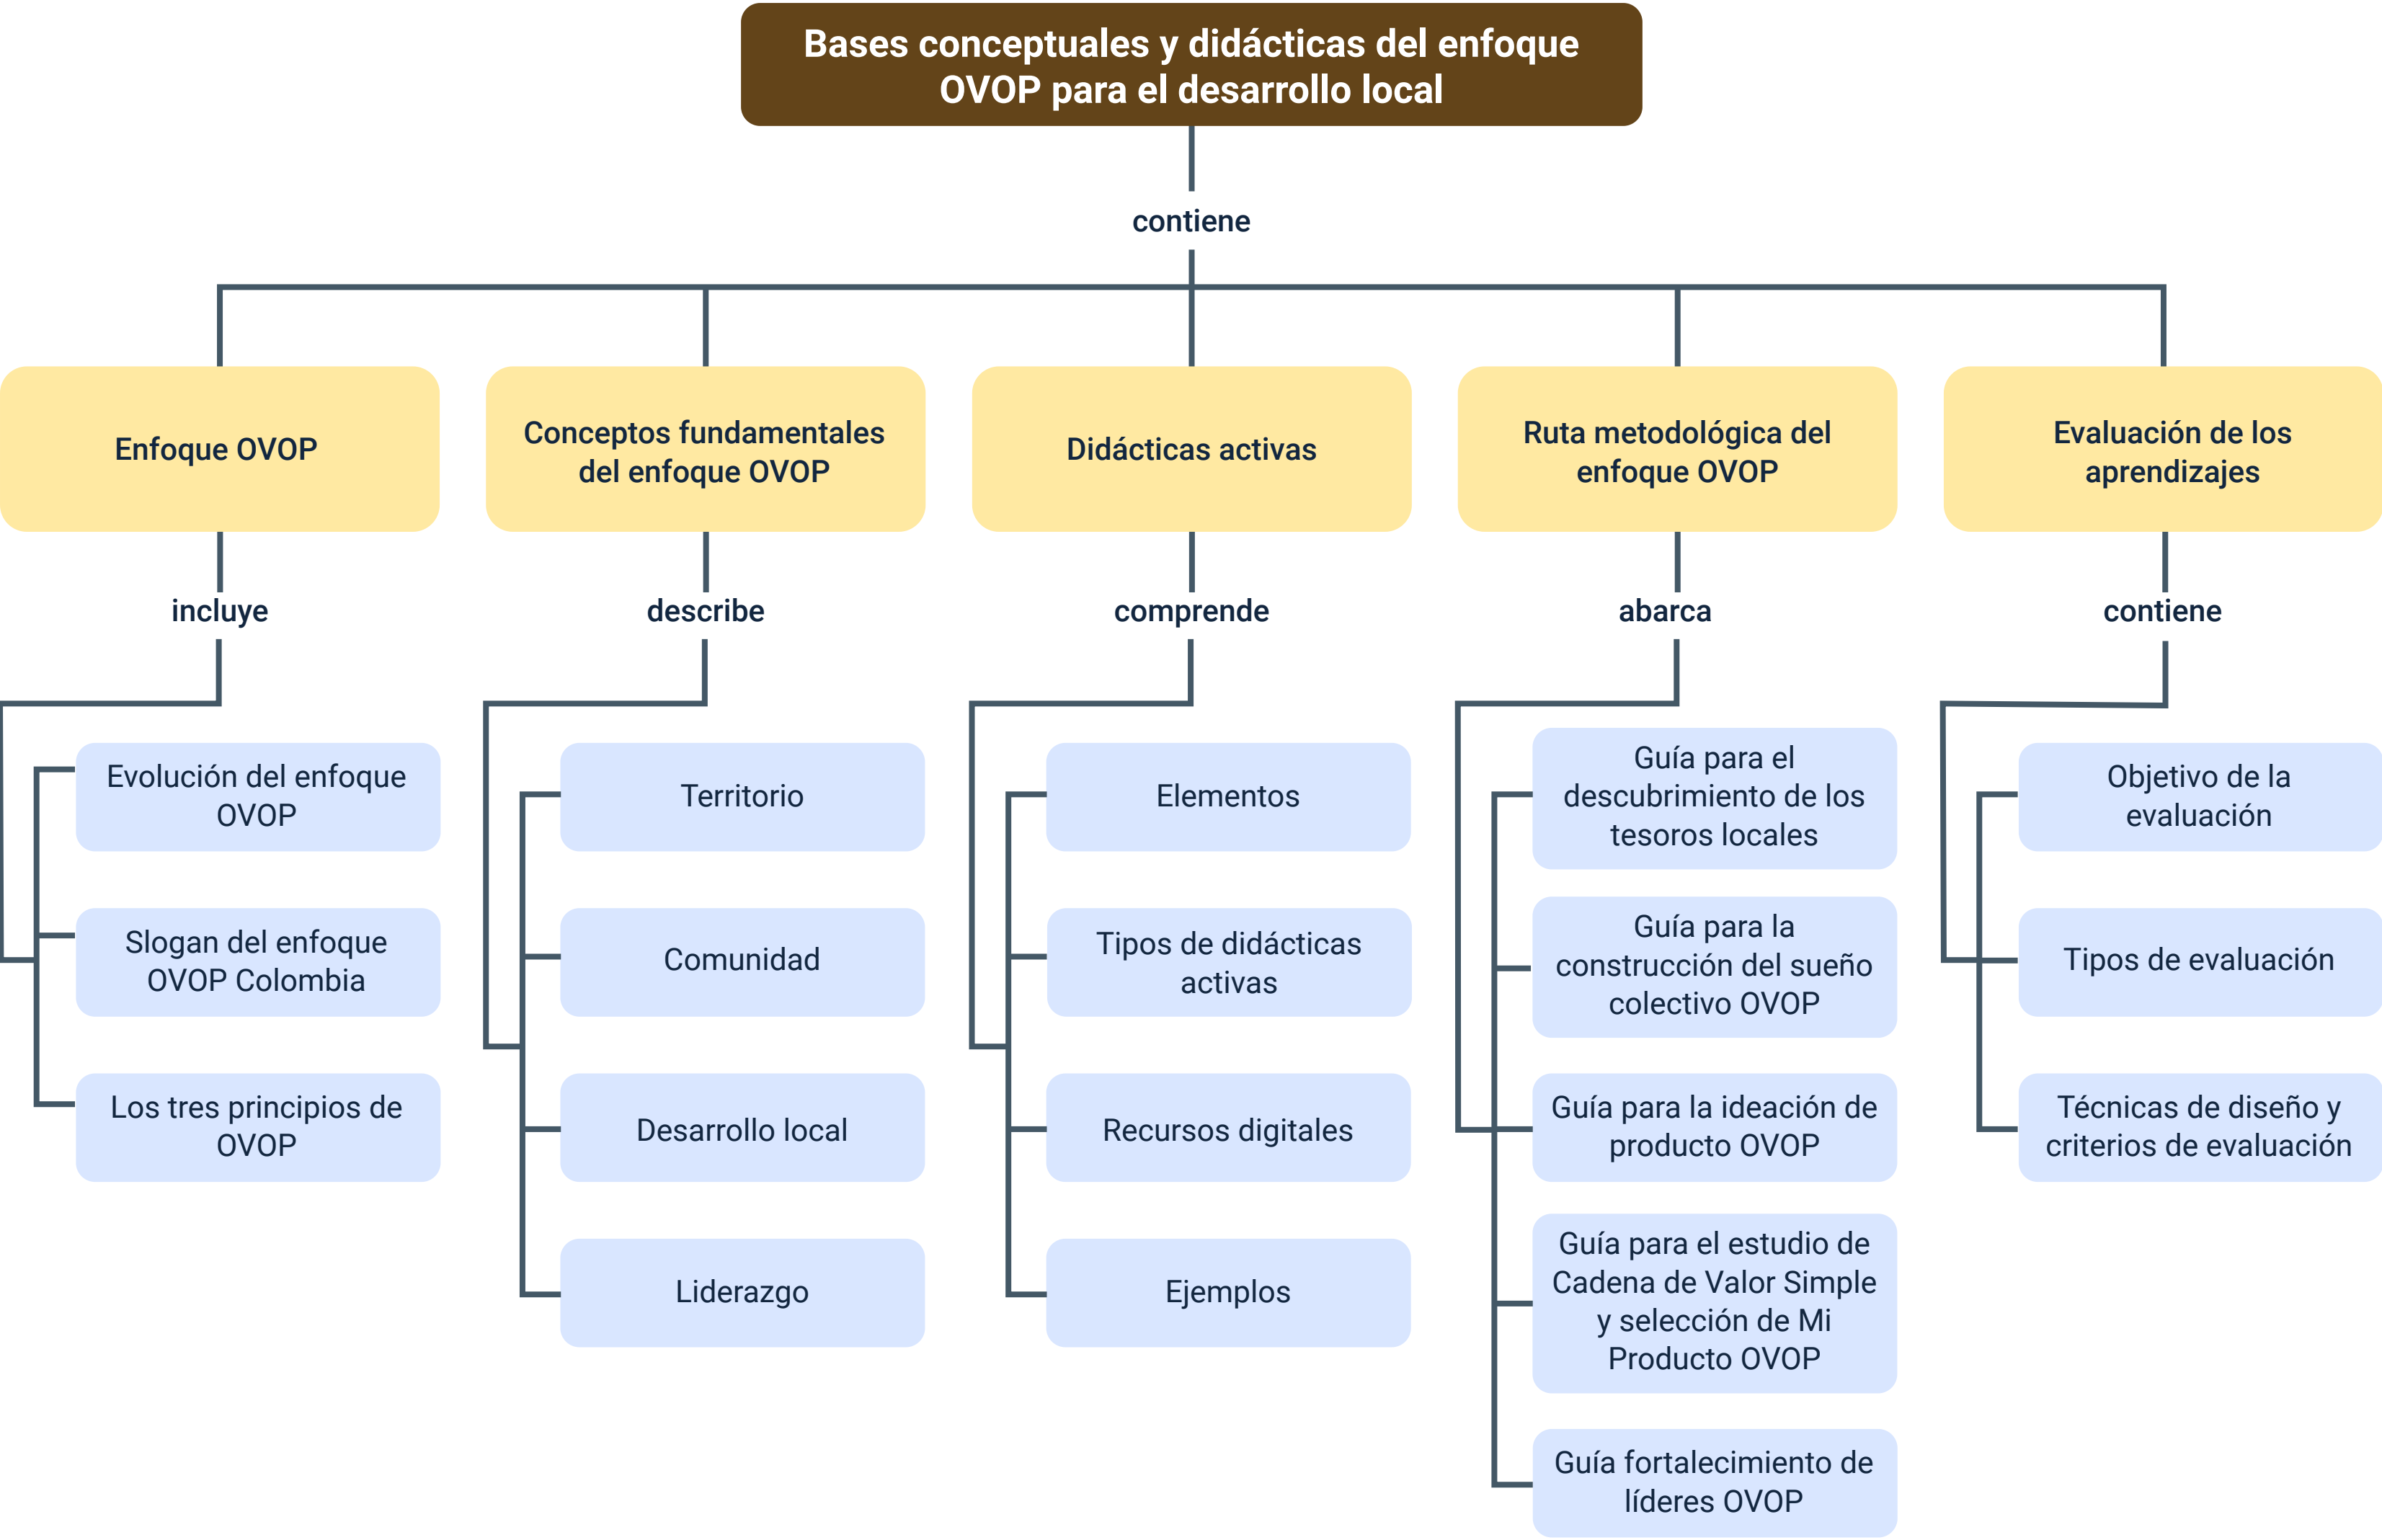 Bases conceptuales y didácticas del enfoque
OVOP para el desarrollo local
contiene
Enfoque OVOP
incluye
Evolución del enfoque
OVOP
Slogan del enfoque
OVOP Colombia
Los tres principios de
OVOP
Conceptos fundamentales
del enfoque OVOP
describe
Territorio
Comunidad
Desarrollo local
Liderazgo
Didácticas activas
comprende
Elementos
Tipos de didácticas
activas
Recursos digitales
Ejemplos
Ruta metodológica del
enfoque OVOP
abarca
Guía para el
descubrimiento de los
tesoros locales
Guía para la
construcción del sueño
colectivo OVOP
Guía para la ideación de
producto OVOP
Guía para el estudio de
Cadena de Valor Simple
y selección de Mi
Producto OVOP
Guía fortalecimiento de
líderes OVOP
Evaluación de los
aprendizajes
contiene
Objetivo de la
evaluación
Tipos de evaluación
Técnicas de diseño y
criterios de evaluación